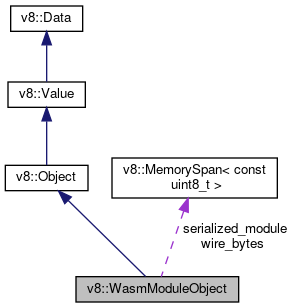 v8::Data
v8::Value
v8::Object
v8::MemorySpan< const
uint8_t >
serialized_module
wire_bytes
v8::WasmModuleObject